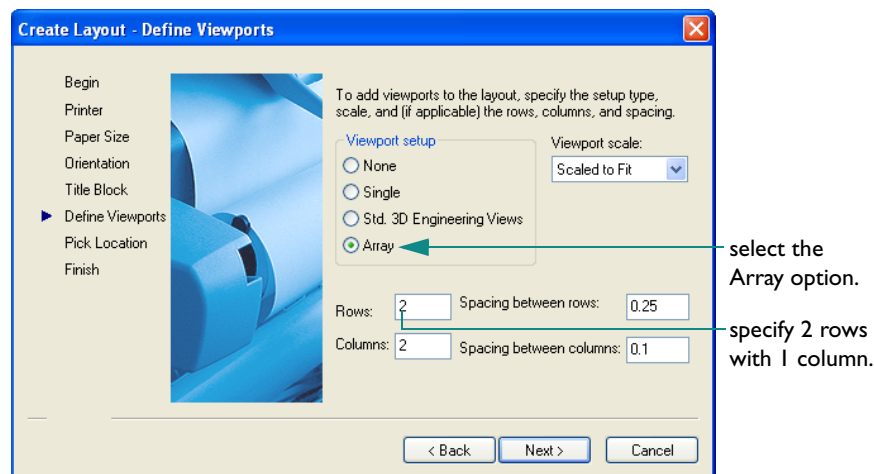 Create Layout - Define Viewports
Begin
Printer
Paper Size
Orientation
Title Block
Define Viewports
Pick Location
Finish
To add viewports to the layout, specify the setup type,
scale, and (if applicable) the rows, columns, and spacing.
Viewport setup
None
Single
Std. 3D Engineering Views
Array
Viewport scale:
Scaled to Fit
Rows: 2 Spacing between rows: 0.25
Columns: 2 Spacing between columns: 0.1
< Back Next > Cancel
select the
Array option.
specify 2 rows
with 1 column.